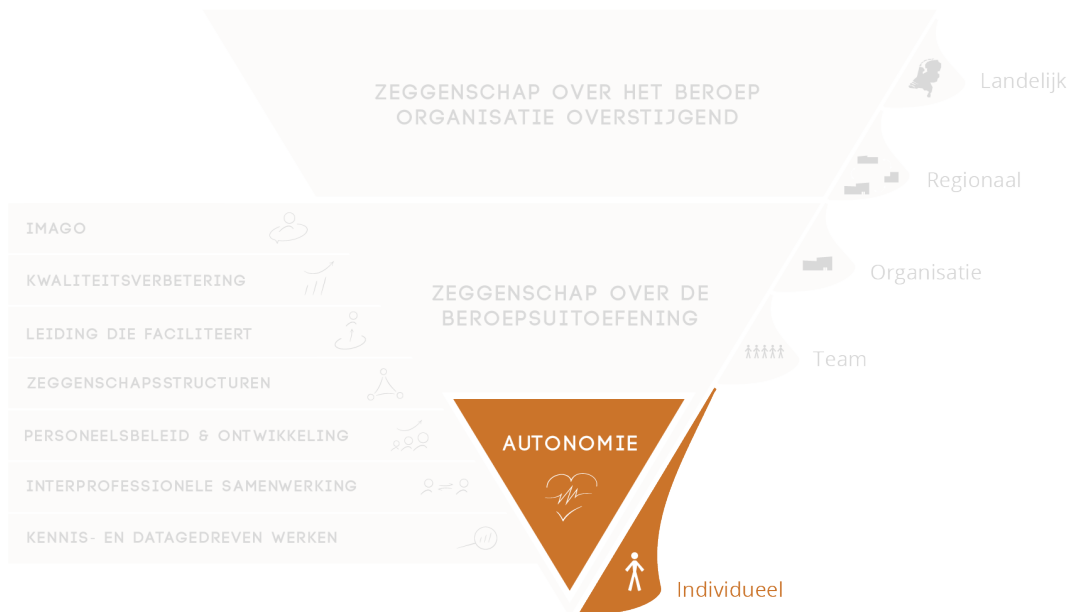 ZEGGENSCHAP OVER HET BEROEP
ORGANISATIE OVERSTIJGEND
Landelijk
Regionaal
IMAGO
KWALITEITSVERBETERING
LEIDING DIE FACILITEERT
ZEGGENSCHAPSSTRUCTUREN
PERSONEELSBELEID & ONTWIKKELING
INTERPROFESSIONELE SAMENWERKING
KENNIS- EN DATAGEDREVEN WERKEN
ZEGGENSCHAP OVER DE
BEROEPSUITOEFENING
Organisatie
Team
AUTONOMIE
Individueel